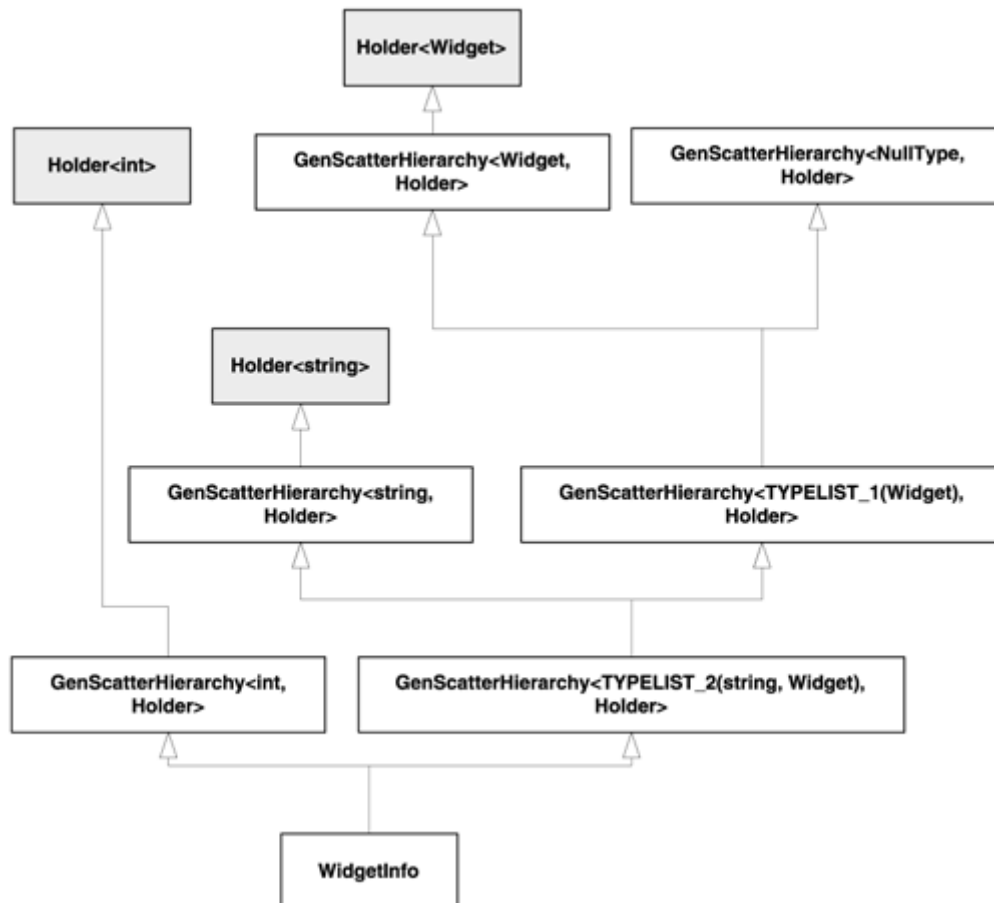 Holder<Widget>
Holder<int>
GenScatterHierarchy<Widget,
Holder>
GenScatterHierarchy<NullType,
Holder>
Holder<string>
GenScatterHierarchy<string,
Holder>
GenScatterHierarchy<TYPELIST_1(Widget),
Holder>
GenScatterHierarchy<int,
Holder>
GenScatterHierarchy<TYPELIST_2(string, Widget),
Holder>
WidgetInfo